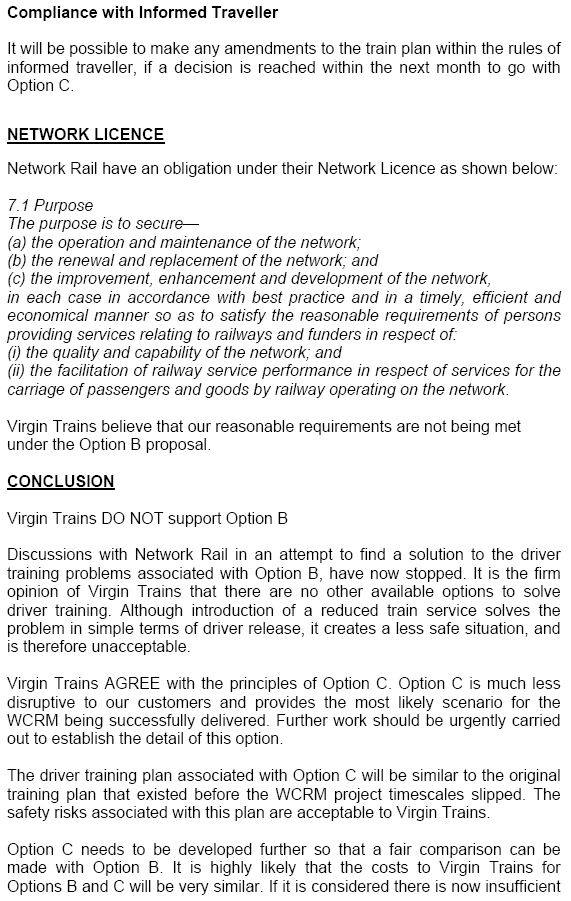 Compliance with Informed Traveller
It will be possible to make any amendments to the train plan within the rules of
informed traveller, if a decision is reached within the next month to go with
Option C.
NETWORK LICENCE
Network Rail have an obligation under their Network Licence as shown below:
7.1 Purpose
The purpose is to secure—
(a) the operation and maintenance of the network;
(b) the renewal and replacement of the network; and
(c) the improvement, enhancement and development of the network,
in each case in accordance with best practice and in a timely, efficient and
economical manner so as to satisfy the reasonable requirements of persons
providing services relating to railways and funders in respect of:
(i) the quality and capability of the network; and
(ii) the facilitation of railway service performance in respect of services for the
carriage of passengers and goods by railway operating on the network.
Virgin Trains believe that our reasonable requirements are not being met
under the Option B proposal.
CONCLUSION
Virgin Trains DO NOT support Option B
Discussions with Network Rail in an attempt to find a solution to the driver
training problems associated with Option B, have now stopped. It is the firm
opinion of Virgin Trains that there are no other available options to solve
driver training. Although introduction of a reduced train service solves the
problem in simple terms of driver release, it creates a less safe situation, and
is therefore unacceptable.
Virgin Trains AGREE with the principles of Option C. Option C is much less
disruptive to our customers and provides the most likely scenario for the
WCRM being successfully delivered. Further work should be urgently carried
out to establish the detail of this option.
The driver training plan associated with Option C will be similar to the original
training plan that existed before the WCRM project timescales slipped. The
safety risks associated with this plan are acceptable to Virgin Trains.
Option C needs to be developed further so that a fair comparison can be
made with Option B. It is highly likely that the costs to Virgin Trains for
Options B and C will be very similar. If it is considered there is now insufficient